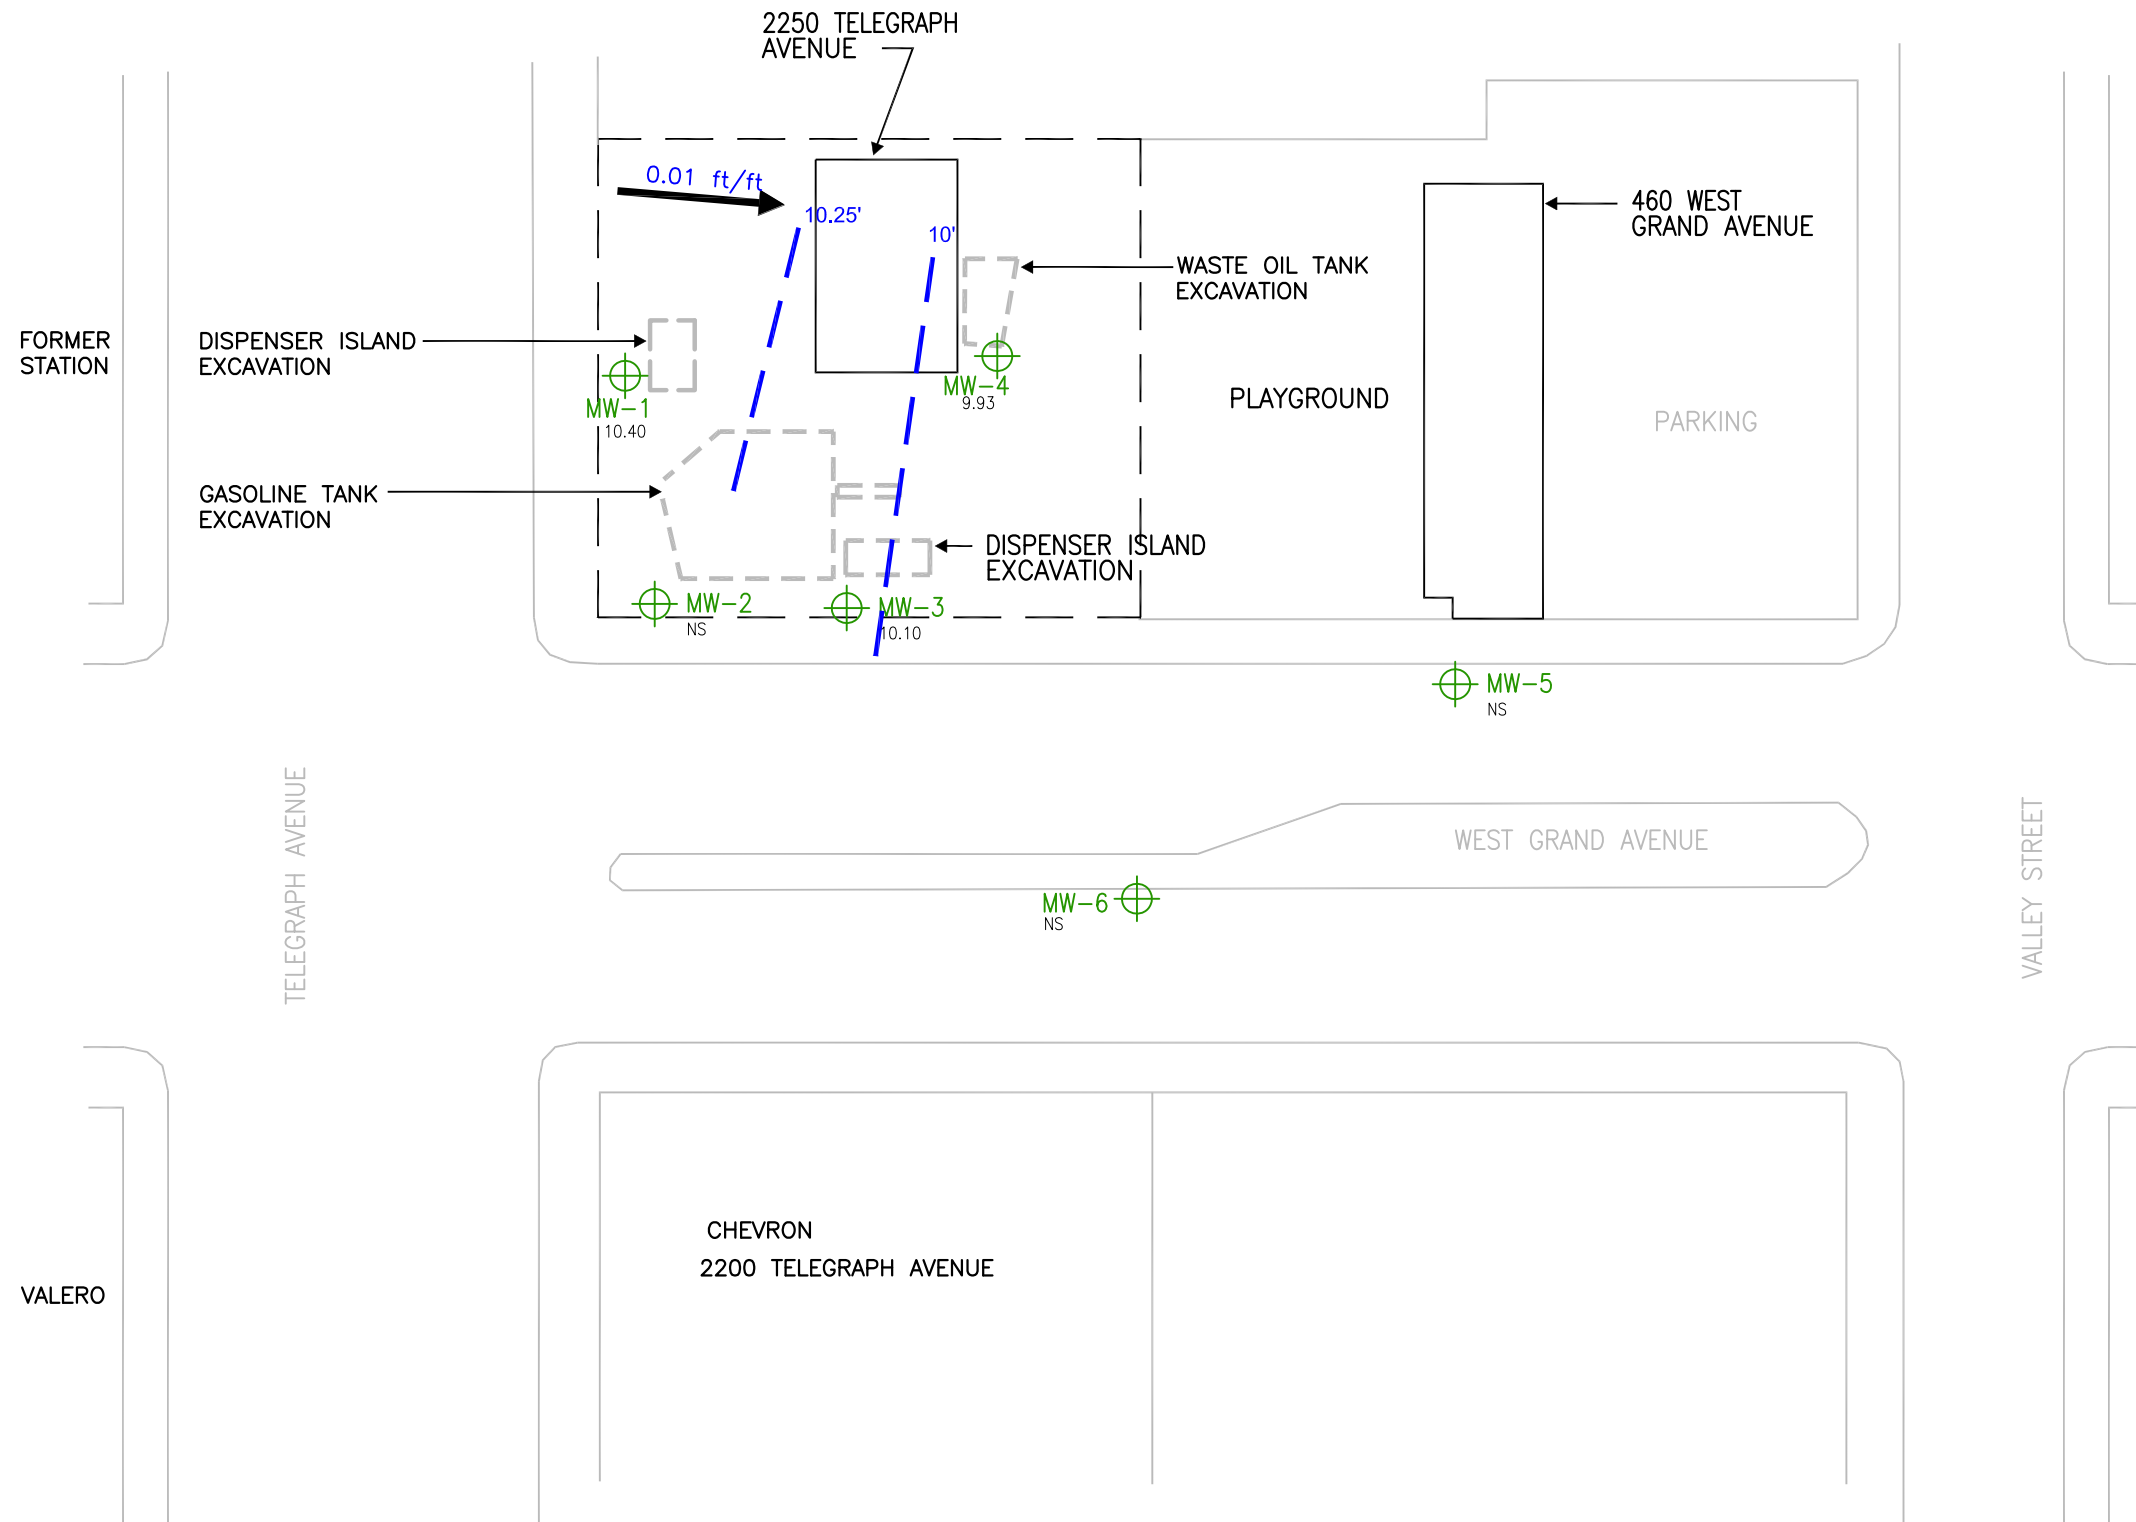 2250 TELEGRAPH
AVENUE
0.01 ft/ft
10.25'
10'
460 WEST
GRAND AVENUE
WASTE OIL TANK
EXCAVATION
FORMER
STATION
DISPENSER ISLAND
EXCAVATION
MW-1
10.40
MW-4
9.93
PLAYGROUND
PARKING
GASOLINE TANK
EXCAVATION
DISPENSER ISLAND
EXCAVATION
MW-2
NS
MW-3
10.10
MW-5
NS
TELEGRAPH AVENUE
WEST GRAND AVENUE
VALLEY STREET
MW-6
NS
CHEVRON
2200 TELEGRAPH AVENUE
VALERO